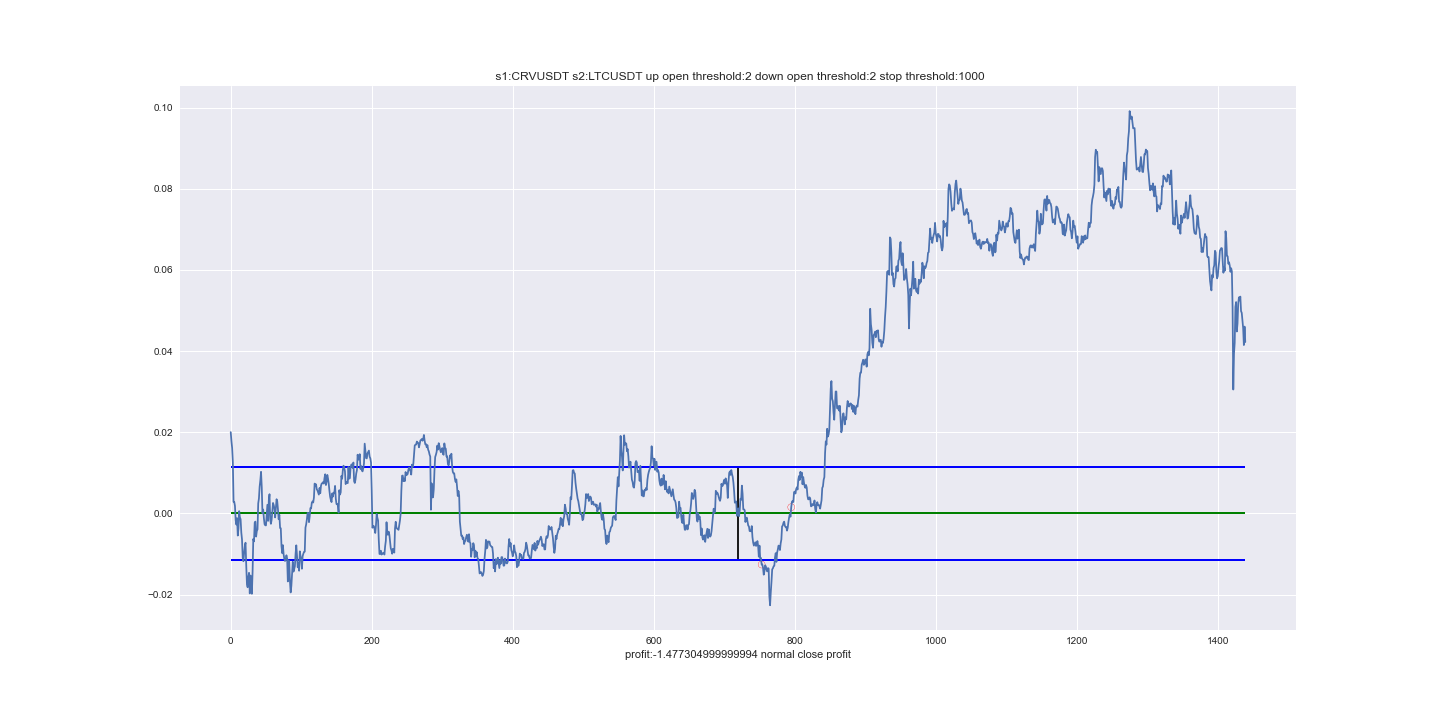 s1:CRVUSDT s2:LTCUSDT up open threshold:2 down open threshold:2 stop threshold:1000
0.10
0.08
0.06
0.04
0.02
0.00
−0.02
0 200 400 600 800 1000 1200 1400
profit:-1.477304999999994 normal close profit